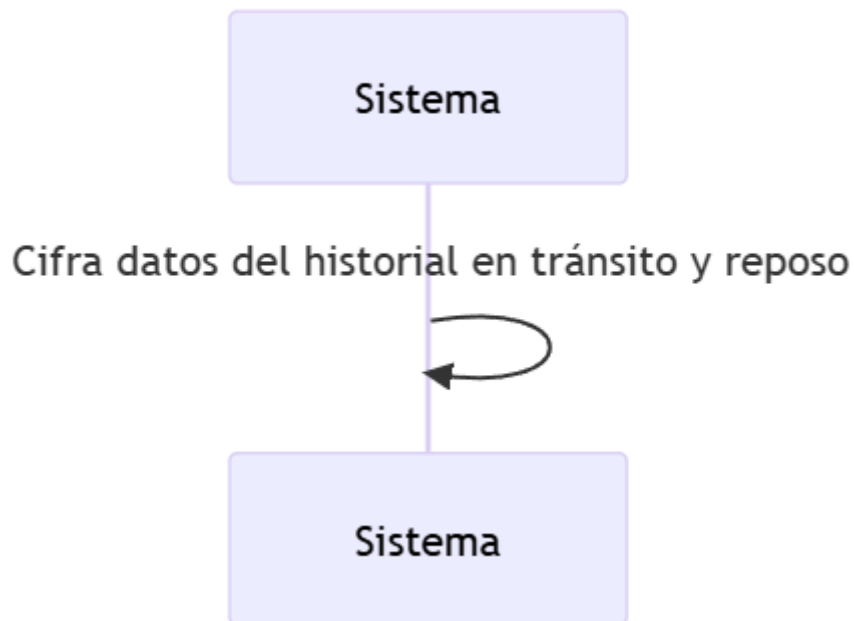 Sistema
Cifra datos del historial en tránsito y reposo
Sistema